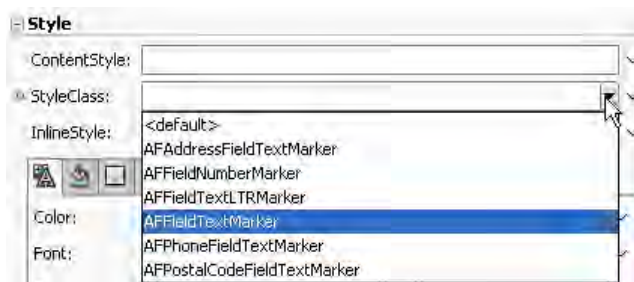 Style
ContentStyle:
StyleClass:
InlineStyle:
<default>
AFAddressFieldTextMarker
AFFieldNumberMarker
AFFieldTextLTRMarker
AFFieldTextMarker
AFPhoneFieldTextMarker
AFPostalCodeFieldTextMarker
Color:
Font: